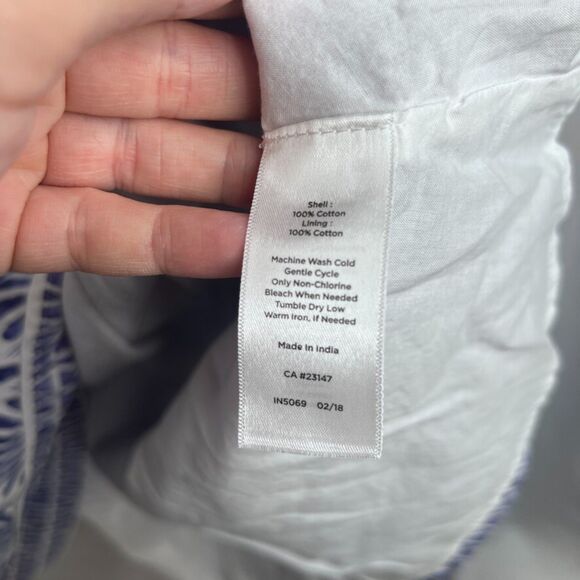 Shell :
100% Cotton
Lining :
100% Cotton
Machine Wash Cold
Gentle Cycle
Only Non-Chlorine
Bleach When Needed
Tumble Dry Low
Warm Iron, if Needed
Made in India
CA #23147
IN5069 02/18